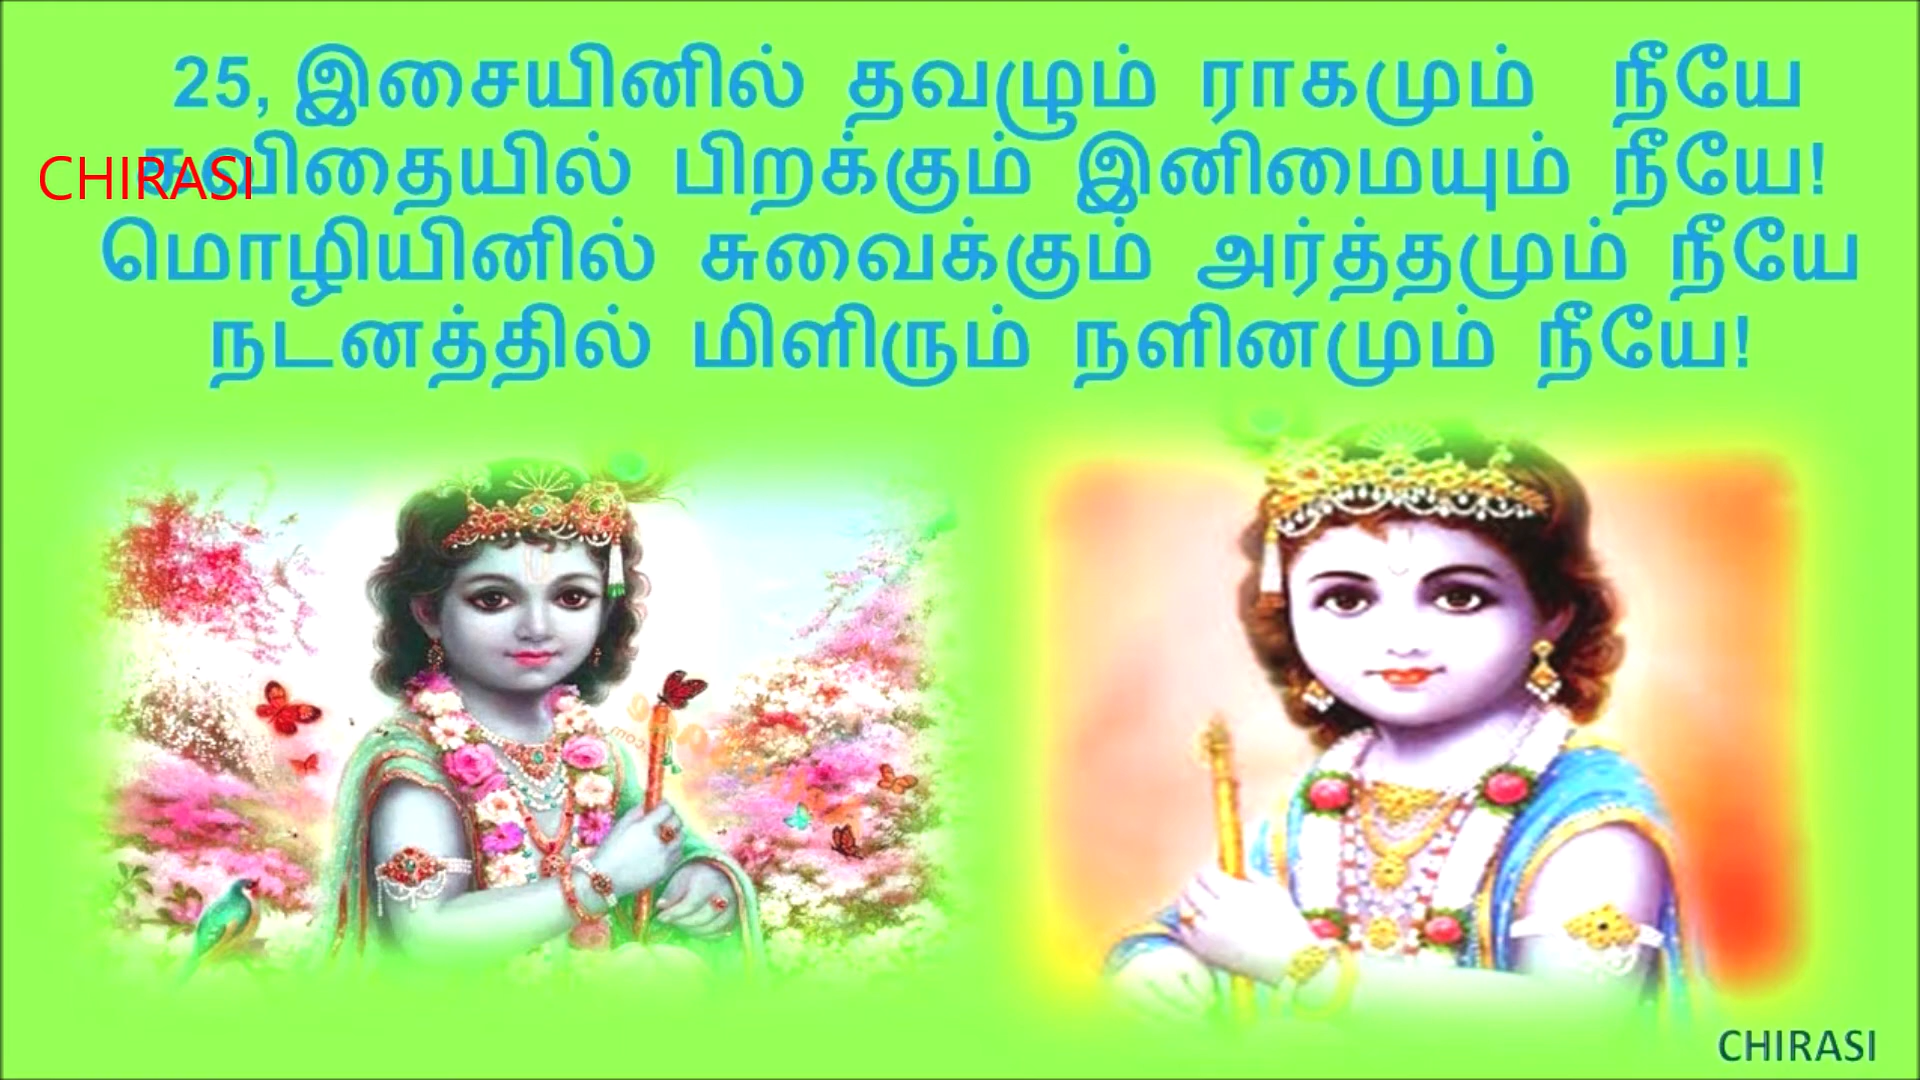 25, இசையினில் தவழும் ராகமும் நீயே
கவிதையில் பிறக்கும் இனிமையும் நீயே!
CHIRASI
மொழியினில் சுவைக்கும் அர்த்தமும் நீயே
நடனத்தில் மிளிரும் நளினமும் நீயே!
CHIRASI